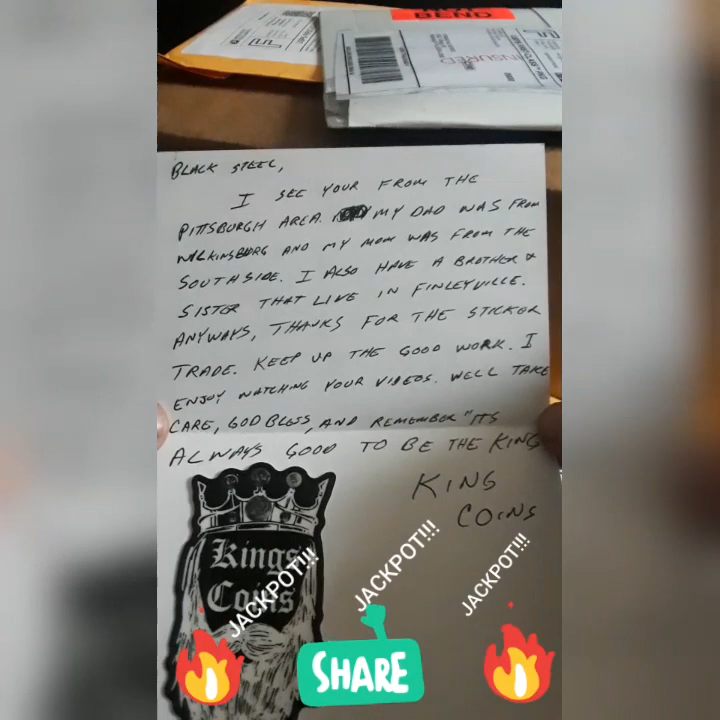 BEND
INSURED
BLACK STEEL,
I SEE YOUR FROM THE
PITTSBURGH AREA. MY DAD WAS FROM
WILKINSBURG AND MY MOM WAS FROM THE
SOUTHSIDE. I ALSO HAVE A BROTHER &
SISTER THAT LIVE IN FINLEYVILLE.
ANYWAYS, THANKS FOR THE STICKER
TRADE. KEEP UP THE GOOD WORK. I
ENJOY WATCHING YOUR VIDEOS. WELL TAKE
CARE, GOD BLESS, AND REMEMBER "ITS
ALWAYS GOOD TO BE THE KING
KING
COINS
Kings
Coins
JACKPOT!!!
JACKPOT!!!
JACKPOT!!!
SHARE